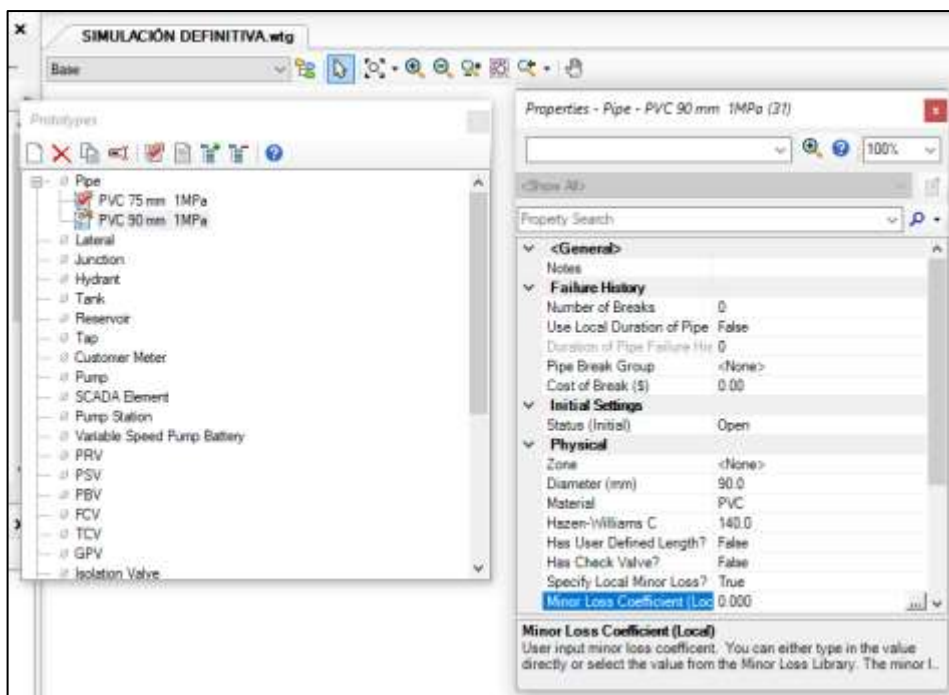 SIMULACIÓN DEFINITIVA.wtg
Base
Prototypes
Pipe
PVC 75 mm 1MPa
PVC 90 mm 1MPa
Lateral
Junction
Hydrant
Tank
Reservoir
Tap
Customer Meter
Pump
SCADA Element
Pump Station
Variable Speed Pump Battery
PRV
PSV
PBV
FCV
TCV
GPV
Isolation Valve
Properties - Pipe - PVC 90 mm 1MPa (31)
100%
<Show All>
Property Search
<General>
Notes
Failure History
Number of Breaks 0
Use Local Duration of Pipe False
Duration of Pipe Failure His 0
Pipe Break Group <None>
Cost of Break ($) 0.00
Initial Settings
Status (Initial) Open
Physical
Zone <None>
Diameter (mm) 90.0
Material PVC
Hazen-Williams C 140.0
Has User Defined Length? False
Has Check Valve? False
Specify Local Minor Loss? True
Minor Loss Coefficient (Loc 0.000
Minor Loss Coefficient (Local)
User input minor loss coefficent. You can either type in the value
directly or select the value from the Minor Loss Library. The minor l...